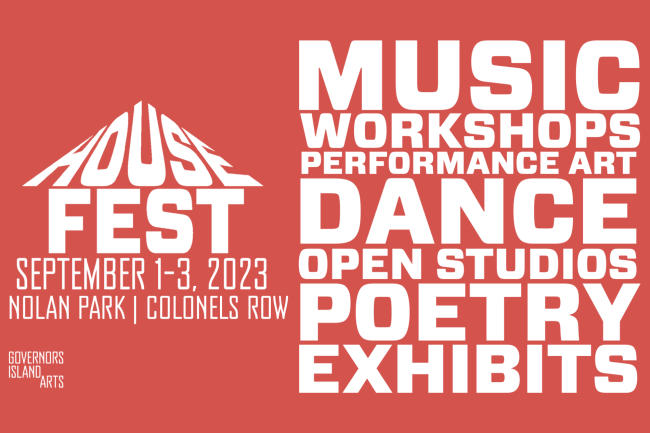 HOUSE
FEST
SEPTEMBER 1-3, 2023
NOLAN PARK | COLONELS ROW
GOVERNORS
ISLAND
ARTS
MUSIC
WORKSHOPS
PERFORMANCE ART
DANCE
OPEN STUDIOS
POETRY
EXHIBITS